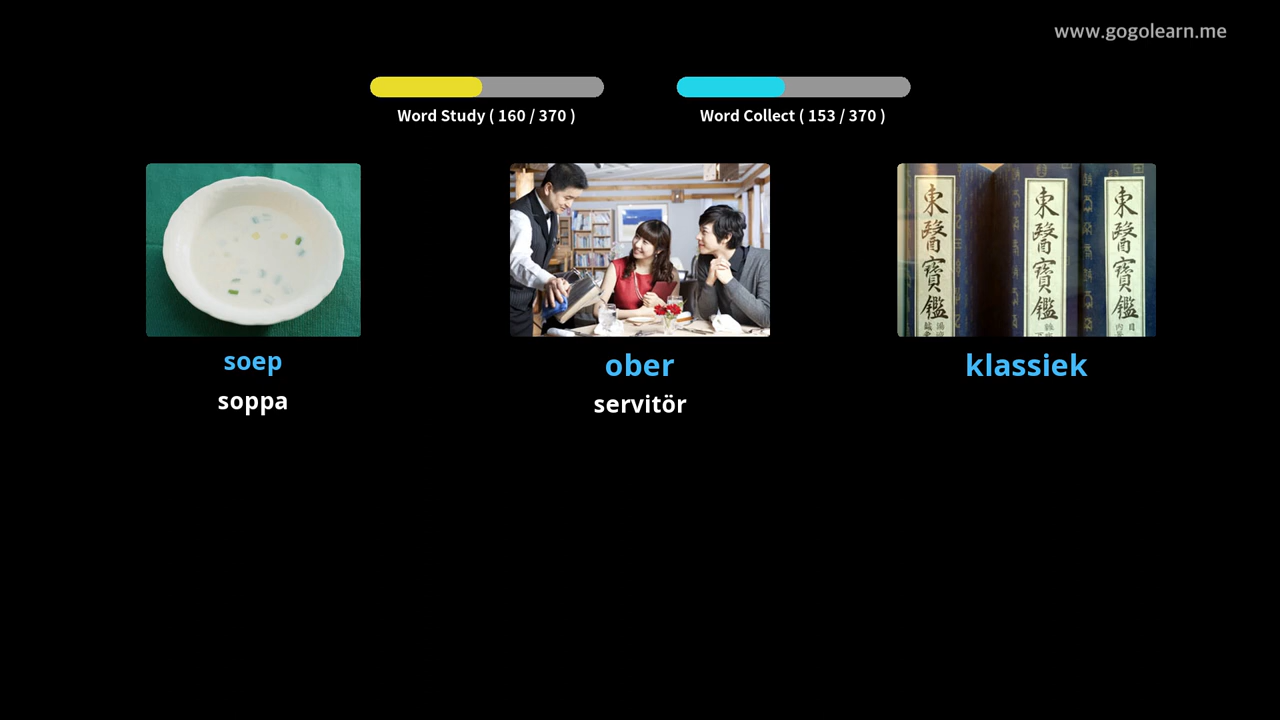 www.gogolearn.me
Word Study ( 160 / 370 )
Word Collect ( 153 / 370 )
東醫寶鑑
東醫寶鑑
東醫寶鑑
soep
ober
klassiek
soppa
servitör